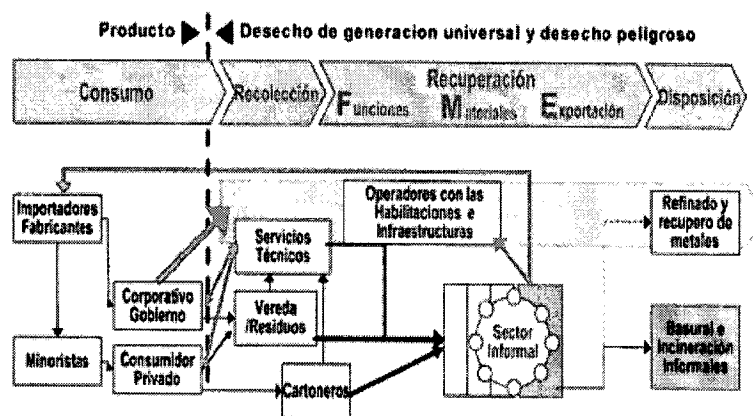 Producto
Desecho de generacion universal y desecho peligroso
Consumo
Recolección
Recuperación
Funciones
Materiales
Exportación
Disposición
Importadores
Fabricantes
Operadores con las
Habilitaciones e
Infraestructuras
Refinado y
recupero de
metales
Servicios
Técnicos
Corporativo
Gobierno
Vereda
/Residuos
Sector
Informal
Basural e
Incineración
Informales
Minoristas
Consumidor
Privado
Cartoneros